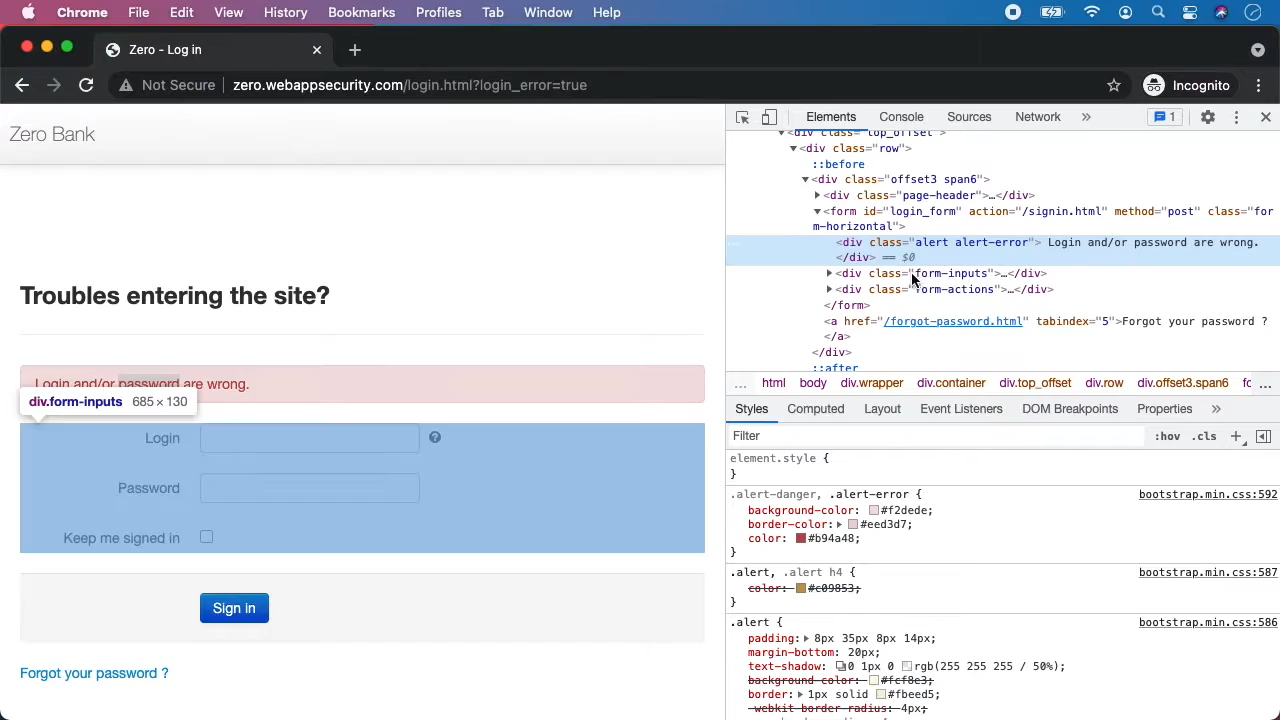 Chrome File Edit View History Bookmarks Profiles Tab Window Help
Zero - Log in
Not Secure zero.webappsecurity.com/login.html?login_error=true Incognito
Zero Bank
Troubles entering the site?
Login and/or password are wrong.
div.form-inputs 685 × 130
Login
Password
Keep me signed in
Sign in
Forgot your password ?
Elements Console Sources Network » 1
<div class="top_offset">
<div class="row">
::before
<div class="offset3 span6">
<div class="page-header">…</div>
<form id="login_form" action="/signin.html" method="post" class="for
m-horizontal">
<div class="alert alert-error"> Login and/or password are wrong.
</div> == $0
<div class="form-inputs">…</div>
<div class="form-actions">…</div>
</form>
<a href="/forgot-password.html" tabindex="5">Forgot your password ?
</a>
</div>
::after
… html body div.wrapper div.container div.top_offset div.row div.offset3.span6 fo …
Styles Computed Layout Event Listeners DOM Breakpoints Properties »
Filter :hov .cls +
element.style {
}
.alert-danger, .alert-error { bootstrap.min.css:592
background-color: #f2dede;
border-color: #eed3d7;
color: #b94a48;
}
.alert, .alert h4 { bootstrap.min.css:587
color: #c09853;
}
.alert { bootstrap.min.css:586
padding: 8px 35px 8px 14px;
margin-bottom: 20px;
text-shadow: 0 1px 0 rgb(255 255 255 / 50%);
background-color: #fcf8e3;
border: 1px solid #fbeed5;
-webkit-border-radius: 4px;